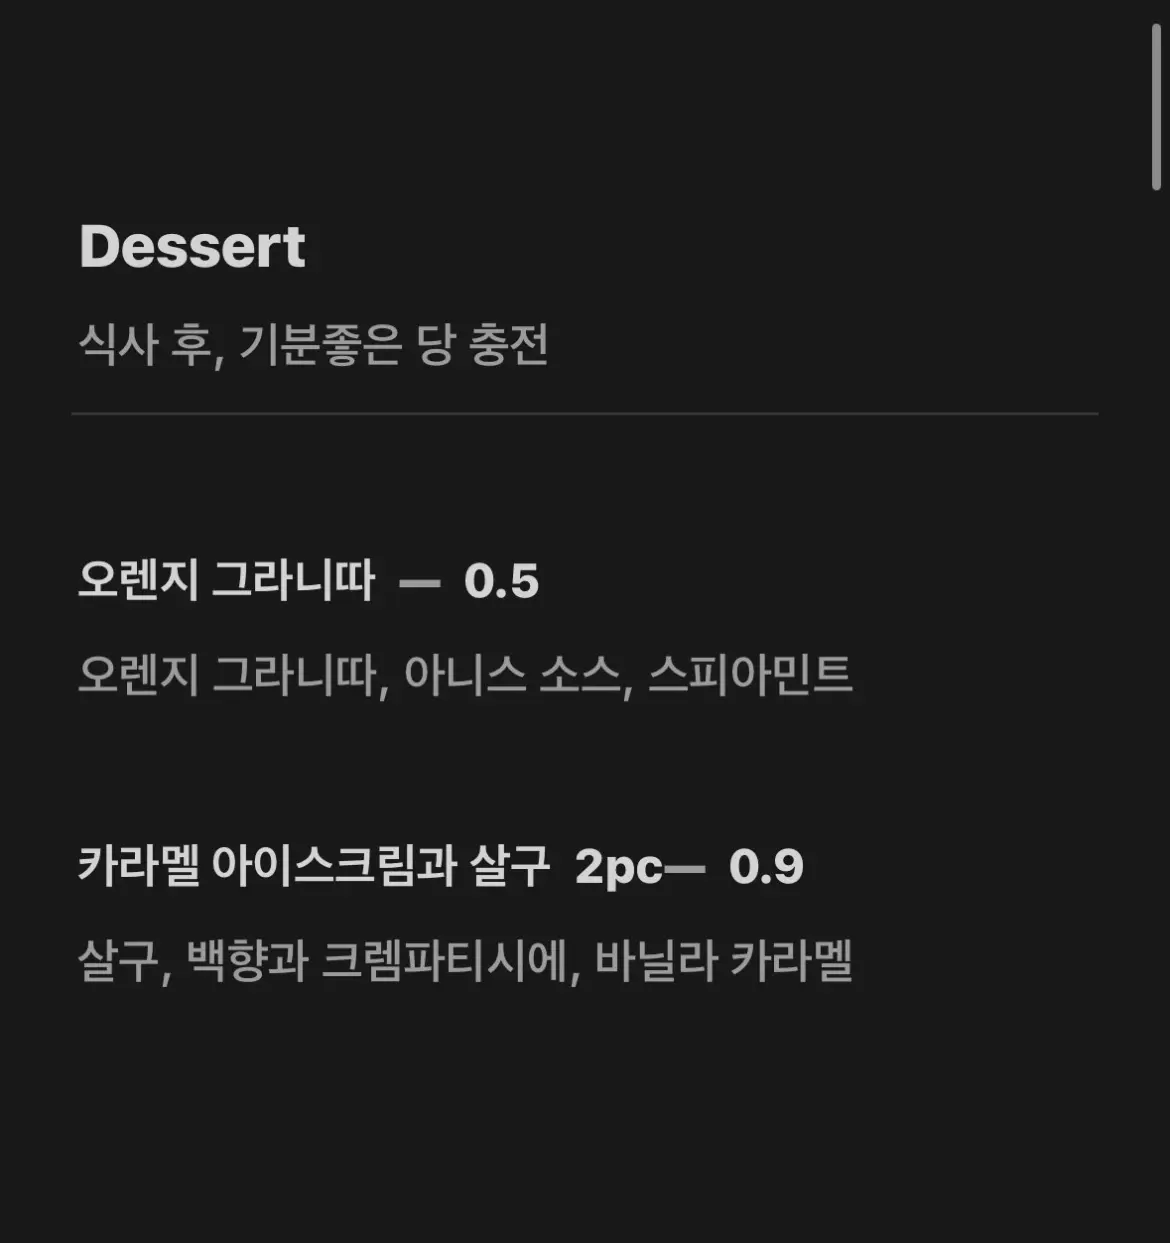 Dessert
식사 후, 기분좋은 당 충전
오렌지 그라니따 — 0.5
오렌지 그라니따, 아니스 소스, 스피아민트
카라멜 아이스크림과 살구 2pc— 0.9
살구, 백향과 크렘파티시에, 바닐라 카라멜